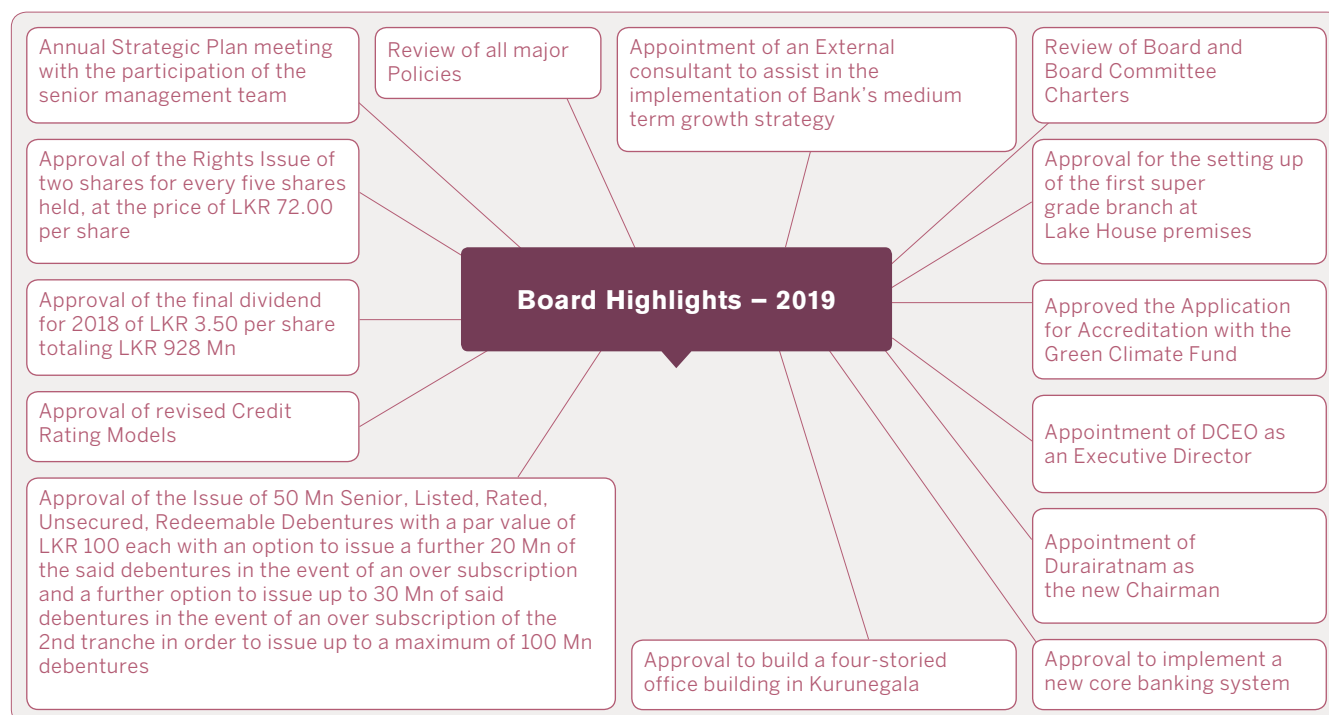 Annual Strategic Plan meeting
with the participation of the
senior management team
Review of all major
Policies
Appointment of an External
consultant to assist in the
implementation of Bank's medium
term growth strategy
Review of Board and
Board Committee
Charters
Approval of the Rights Issue of
two shares for every five shares
held, at the price of LKR 72.00
per share
Approval for the setting up
of the first super
grade branch at
Lake House premises
Board Highlights – 2019
Approval of the final dividend
for 2018 of LKR 3.50 per share
totaling LKR 928 Mn
Approved the Application
for Accreditation with the
Green Climate Fund
Approval of revised Credit
Rating Models
Appointment of DCEO as
an Executive Director
Approval of the Issue of 50 Mn Senior, Listed, Rated,
Unsecured, Redeemable Debentures with a par value of
LKR 100 each with an option to issue a further 20 Mn of
the said debentures in the event of an over subscription
and a further option to issue up to 30 Mn of said
debentures in the event of an over subscription of the
2nd tranche in order to issue up to a maximum of 100 Mn
debentures
Appointment of
Durairatnam as
the new Chairman
Approval to build a four-storied
office building in Kurunegala
Approval to implement a
new core banking system